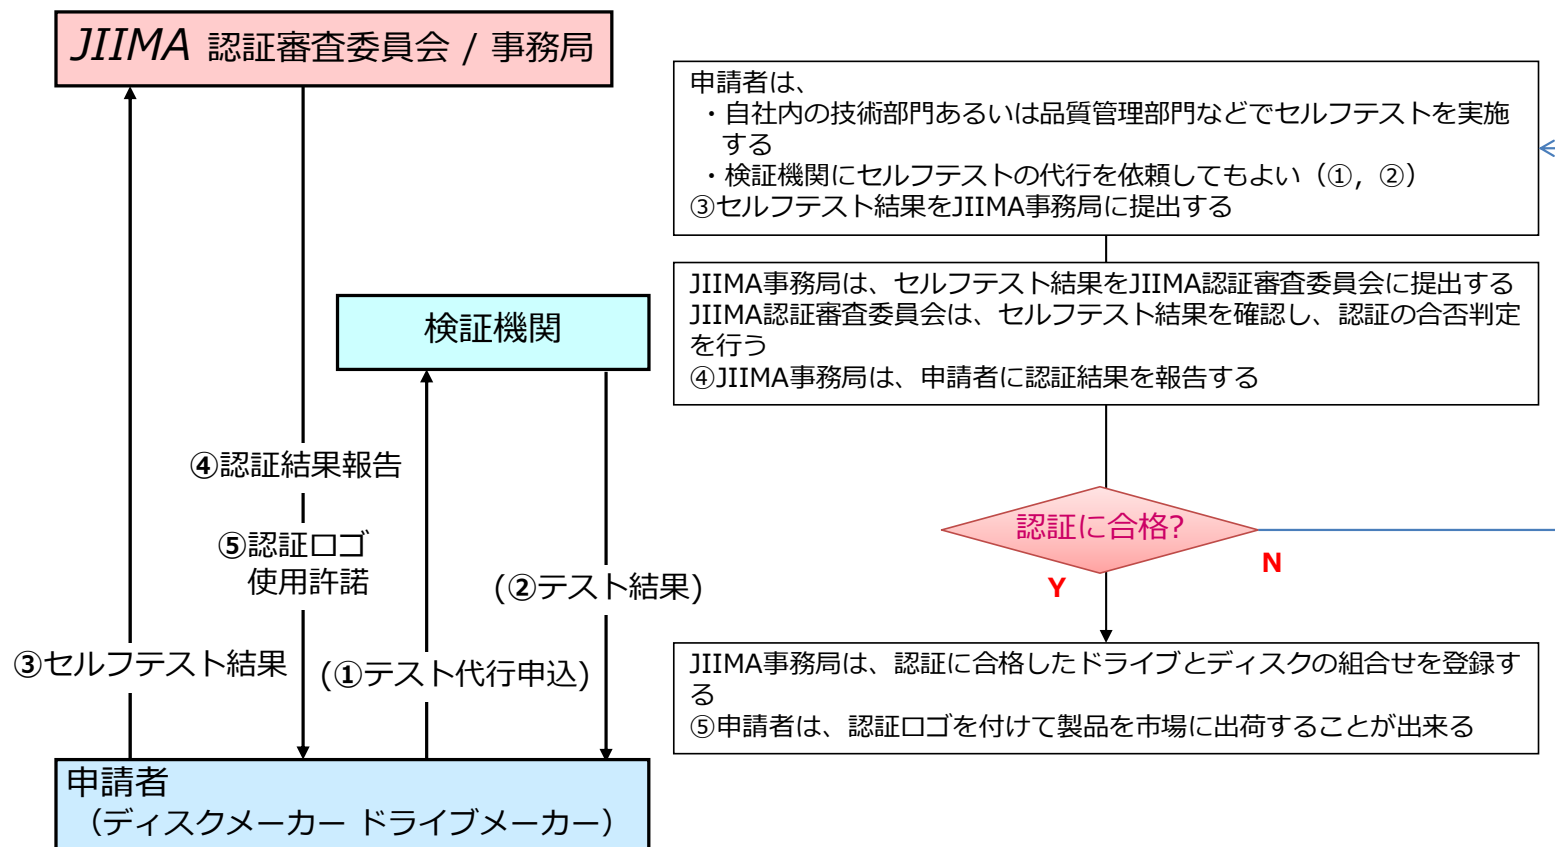 JIIMA 認証審査委員会 / 事務局
検証機関
④認証結果報告
⑤認証ロゴ
使用許諾
(②テスト結果)
③セルフテスト結果
(①テスト代行申込)
申請者
（ディスクメーカー ドライブメーカー）
申請者は、
・自社内の技術部門あるいは品質管理部門などでセルフテストを実施
する
・検証機関にセルフテストの代行を依頼してもよい（①，②）
③セルフテスト結果をJIIMA事務局に提出する
JIIMA事務局は、セルフテスト結果をJIIMA認証審査委員会に提出する
JIIMA認証審査委員会は、セルフテスト結果を確認し、認証の合否判定
を行う
④JIIMA事務局は、申請者に認証結果を報告する
認証に合格?
N
Y
JIIMA事務局は、認証に合格したドライブとディスクの組合せを登録す
る
⑤申請者は、認証ロゴを付けて製品を市場に出荷することが出来る